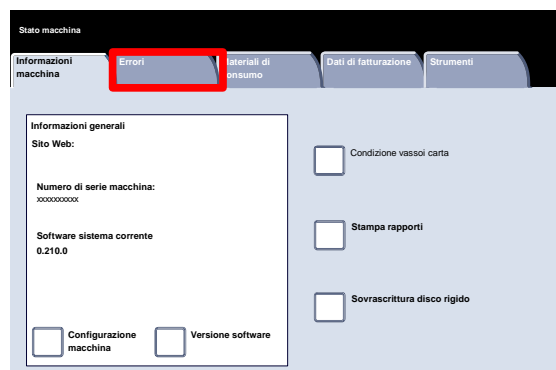 Stato macchina
Informazioni
macchina
Errori
Materiali di
consumo
Dati di fatturazione
Strumenti
Informazioni generali
Sito Web:
Numero di serie macchina:
xxxxxxxxxx
Software sistema corrente
0.210.0
Configurazione
macchina
Versione software
Condizione vassoi carta
Stampa rapporti
Sovrascrittura disco rigido